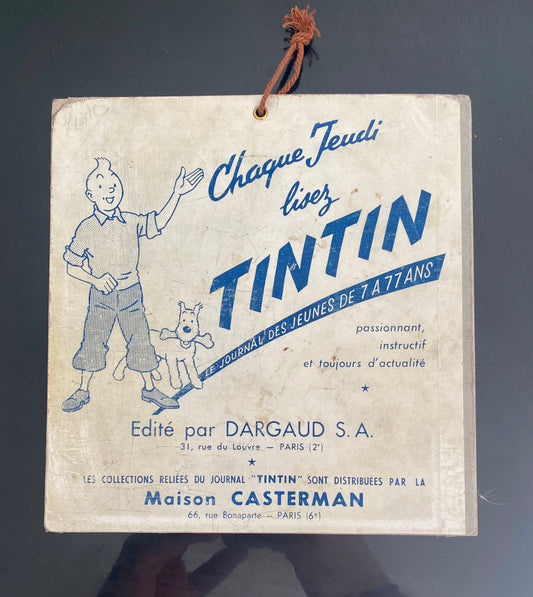 Chaque Jeudi
lisez
TINTIN
LE JOURNAL DES JEUNES DE 7 A 77 ANS
passionnant,
instructif
et toujours d'actualité
Edité par DARGAUD S. A.
31, rue du Louvre — PARIS (2e)
LES COLLECTIONS RELIÉES DU JOURNAL "TINTIN" SONT DISTRIBUEES PAR LA
Maison CASTERMAN
66, rue Bonaparte — PARIS (6e)